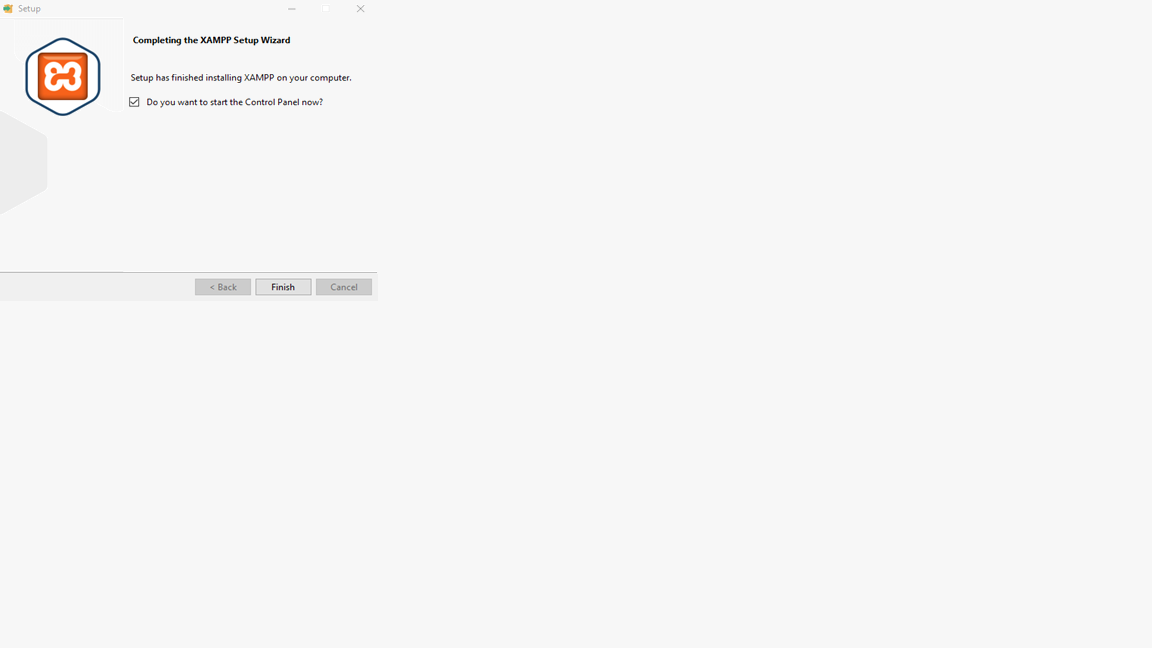 Setup
Completing the XAMPP Setup Wizard
Setup has finished installing XAMPP on your computer.
Do you want to start the Control Panel now?
< Back
Finish
Cancel